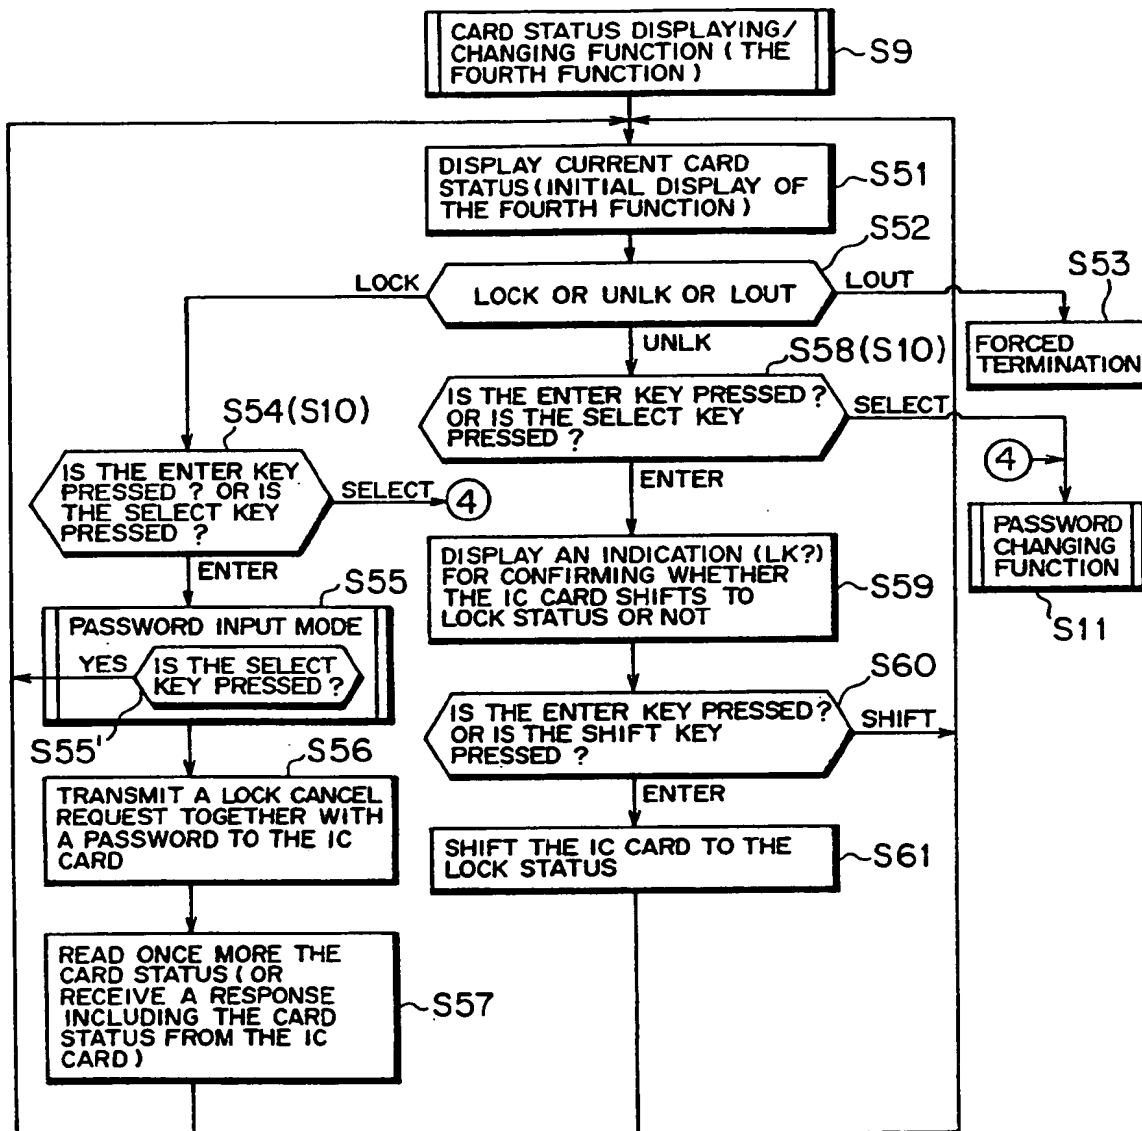 CARD STATUS DISPLAYING/
CHANGING FUNCTION ( THE
FOURTH FUNCTION )
S9
DISPLAY CURRENT CARD
STATUS (INITIAL DISPLAY OF
THE FOURTH FUNCTION )
S51
S52
LOCK
LOCK OR UNLK OR LOUT
LOUT
S53
FORCED
TERMINATION
UNLK
S58 (S10)
IS THE ENTER KEY PRESSED ?
OR IS THE SELECT KEY
PRESSED ?
SELECT
4
PASSWORD
CHANGING
FUNCTION
S11
S54 (S10)
IS THE ENTER KEY
PRESSED ? OR IS
THE SELECT KEY
PRESSED ?
SELECT
4
ENTER
ENTER
DISPLAY AN INDICATION (LK?)
FOR CONFIRMING WHETHER
THE IC CARD SHIFTS TO
LOCK STATUS OR NOT
S59
S55
PASSWORD INPUT MODE
YES
IS THE SELECT
KEY PRESSED ?
S55'
S60
IS THE ENTER KEY PRESSED?
OR IS THE SHIFT KEY
PRESSED ?
SHIFT
ENTER
S56
TRANSMIT A LOCK CANCEL
REQUEST TOGETHER WITH
A PASSWORD TO THE IC
CARD
SHIFT THE IC CARD TO THE
LOCK STATUS
S61
READ ONCE MORE THE
CARD STATUS ( OR
RECEIVE A RESPONSE
INCLUDING THE CARD
STATUS FROM THE IC
CARD )
S57